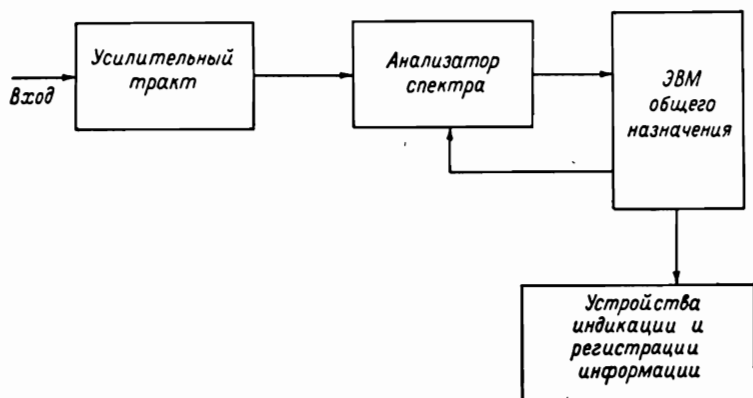 Вход
Усилительный
тракт
Анализатор
спектра
ЭВМ
общего
назначения
Устройства
индикации и
регистрации
информации